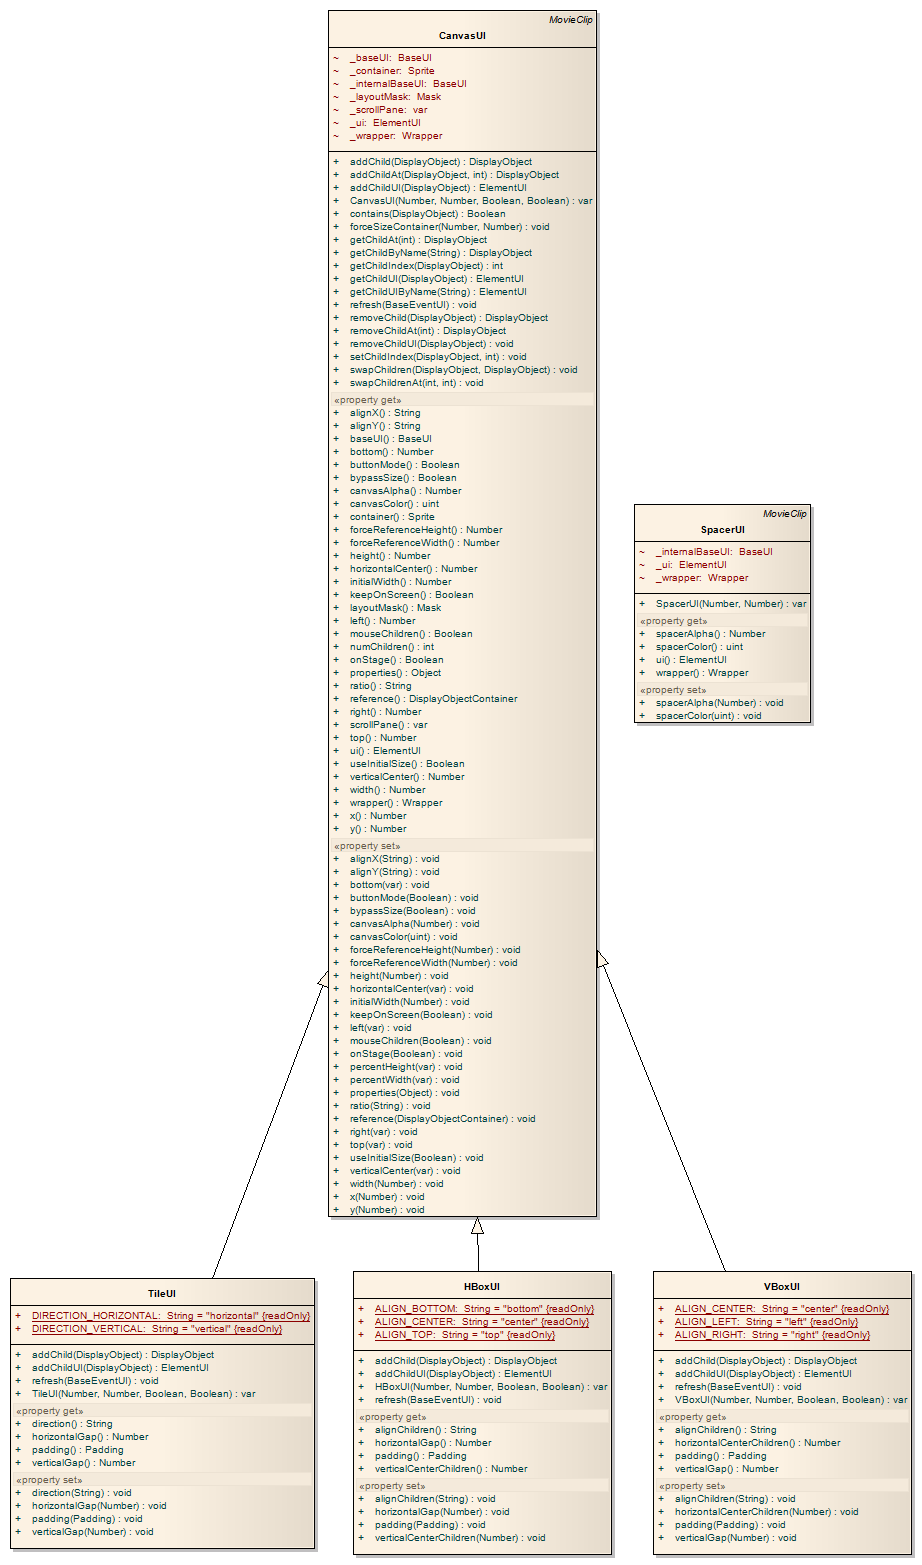 MovieClip
CanvasUI
~ _baseUI: BaseUI
~ _container: Sprite
~ _internalBaseUI: BaseUI
~ _layoutMask: Mask
~ _scrollPane: var
~ _ui: ElementUI
~ _wrapper: Wrapper
+ addChild(DisplayObject) : DisplayObject
+ addChildAt(DisplayObject, int) : DisplayObject
+ addChildUI(DisplayObject) : ElementUI
+ CanvasUI(Number, Number, Boolean, Boolean) : var
+ contains(DisplayObject) : Boolean
+ forceSizeContainer(Number, Number) : void
+ getChildAt(int) : DisplayObject
+ getChildByName(String) : DisplayObject
+ getChildIndex(DisplayObject) : int
+ getChildUI(DisplayObject) : ElementUI
+ getChildUIByName(String) : ElementUI
+ refresh(BaseEventUI) : void
+ removeChild(DisplayObject) : DisplayObject
+ removeChildAt(int) : DisplayObject
+ removeChildUI(DisplayObject) : void
+ setChildIndex(DisplayObject, int) : void
+ swapChildren(DisplayObject, DisplayObject) : void
+ swapChildrenAt(int, int) : void
«property get»
+ alignX() : String
+ alignY() : String
+ baseUI() : BaseUI
+ bottom() : Number
+ buttonMode() : Boolean
+ bypassSize() : Boolean
+ canvasAlpha() : Number
+ canvasColor() : uint
+ container() : Sprite
+ forceReferenceHeight() : Number
+ forceReferenceWidth() : Number
+ height() : Number
+ horizontalCenter() : Number
+ initialWidth() : Number
+ keepOnScreen() : Boolean
+ layoutMask() : Mask
+ left() : Number
+ mouseChildren() : Boolean
+ numChildren() : int
+ onStage() : Boolean
+ properties() : Object
+ ratio() : String
+ reference() : DisplayObjectContainer
+ right() : Number
+ scrollPane() : var
+ top() : Number
+ ui() : ElementUI
+ useInitialSize() : Boolean
+ verticalCenter() : Number
+ width() : Number
+ wrapper() : Wrapper
+ x() : Number
+ y() : Number
«property set»
+ alignX(String) : void
+ alignY(String) : void
+ bottom(var) : void
+ buttonMode(Boolean) : void
+ bypassSize(Boolean) : void
+ canvasAlpha(Number) : void
+ canvasColor(uint) : void
+ forceReferenceHeight(Number) : void
+ forceReferenceWidth(Number) : void
+ height(Number) : void
+ horizontalCenter(var) : void
+ initialWidth(Number) : void
+ keepOnScreen(Boolean) : void
+ left(var) : void
+ mouseChildren(Boolean) : void
+ onStage(Boolean) : void
+ percentHeight(var) : void
+ percentWidth(var) : void
+ properties(Object) : void
+ ratio(String) : void
+ reference(DisplayObjectContainer) : void
+ right(var) : void
+ top(var) : void
+ useInitialSize(Boolean) : void
+ verticalCenter(var) : void
+ width(Number) : void
+ x(Number) : void
+ y(Number) : void
MovieClip
SpacerUI
~ _internalBaseUI: BaseUI
~ _ui: ElementUI
~ _wrapper: Wrapper
+ SpacerUI(Number, Number) : var
«property get»
+ spacerAlpha() : Number
+ spacerColor() : uint
+ ui() : ElementUI
+ wrapper() : Wrapper
«property set»
+ spacerAlpha(Number) : void
+ spacerColor(uint) : void
TileUI
+ DIRECTION_HORIZONTAL: String = "horizontal" {readOnly}
+ DIRECTION_VERTICAL: String = "vertical" {readOnly}
+ addChild(DisplayObject) : DisplayObject
+ addChildUI(DisplayObject) : ElementUI
+ refresh(BaseEventUI) : void
+ TileUI(Number, Number, Boolean, Boolean) : var
«property get»
+ direction() : String
+ horizontalGap() : Number
+ padding() : Padding
+ verticalGap() : Number
«property set»
+ direction(String) : void
+ horizontalGap(Number) : void
+ padding(Padding) : void
+ verticalGap(Number) : void
HBoxUI
+ ALIGN_BOTTOM: String = "bottom" {readOnly}
+ ALIGN_CENTER: String = "center" {readOnly}
+ ALIGN_TOP: String = "top" {readOnly}
+ addChild(DisplayObject) : DisplayObject
+ addChildUI(DisplayObject) : ElementUI
+ HBoxUI(Number, Number, Boolean, Boolean) : var
+ refresh(BaseEventUI) : void
«property get»
+ alignChildren() : String
+ horizontalGap() : Number
+ padding() : Padding
+ verticalCenterChildren() : Number
«property set»
+ alignChildren(String) : void
+ horizontalGap(Number) : void
+ padding(Padding) : void
+ verticalCenterChildren(Number) : void
VBoxUI
+ ALIGN_CENTER: String = "center" {readOnly}
+ ALIGN_LEFT: String = "left" {readOnly}
+ ALIGN_RIGHT: String = "right" {readOnly}
+ addChild(DisplayObject) : DisplayObject
+ addChildUI(DisplayObject) : ElementUI
+ refresh(BaseEventUI) : void
+ VBoxUI(Number, Number, Boolean, Boolean) : var
«property get»
+ alignChildren() : String
+ horizontalCenterChildren() : Number
+ padding() : Padding
+ verticalGap() : Number
«property set»
+ alignChildren(String) : void
+ horizontalCenterChildren(Number) : void
+ padding(Padding) : void
+ verticalGap(Number) : void